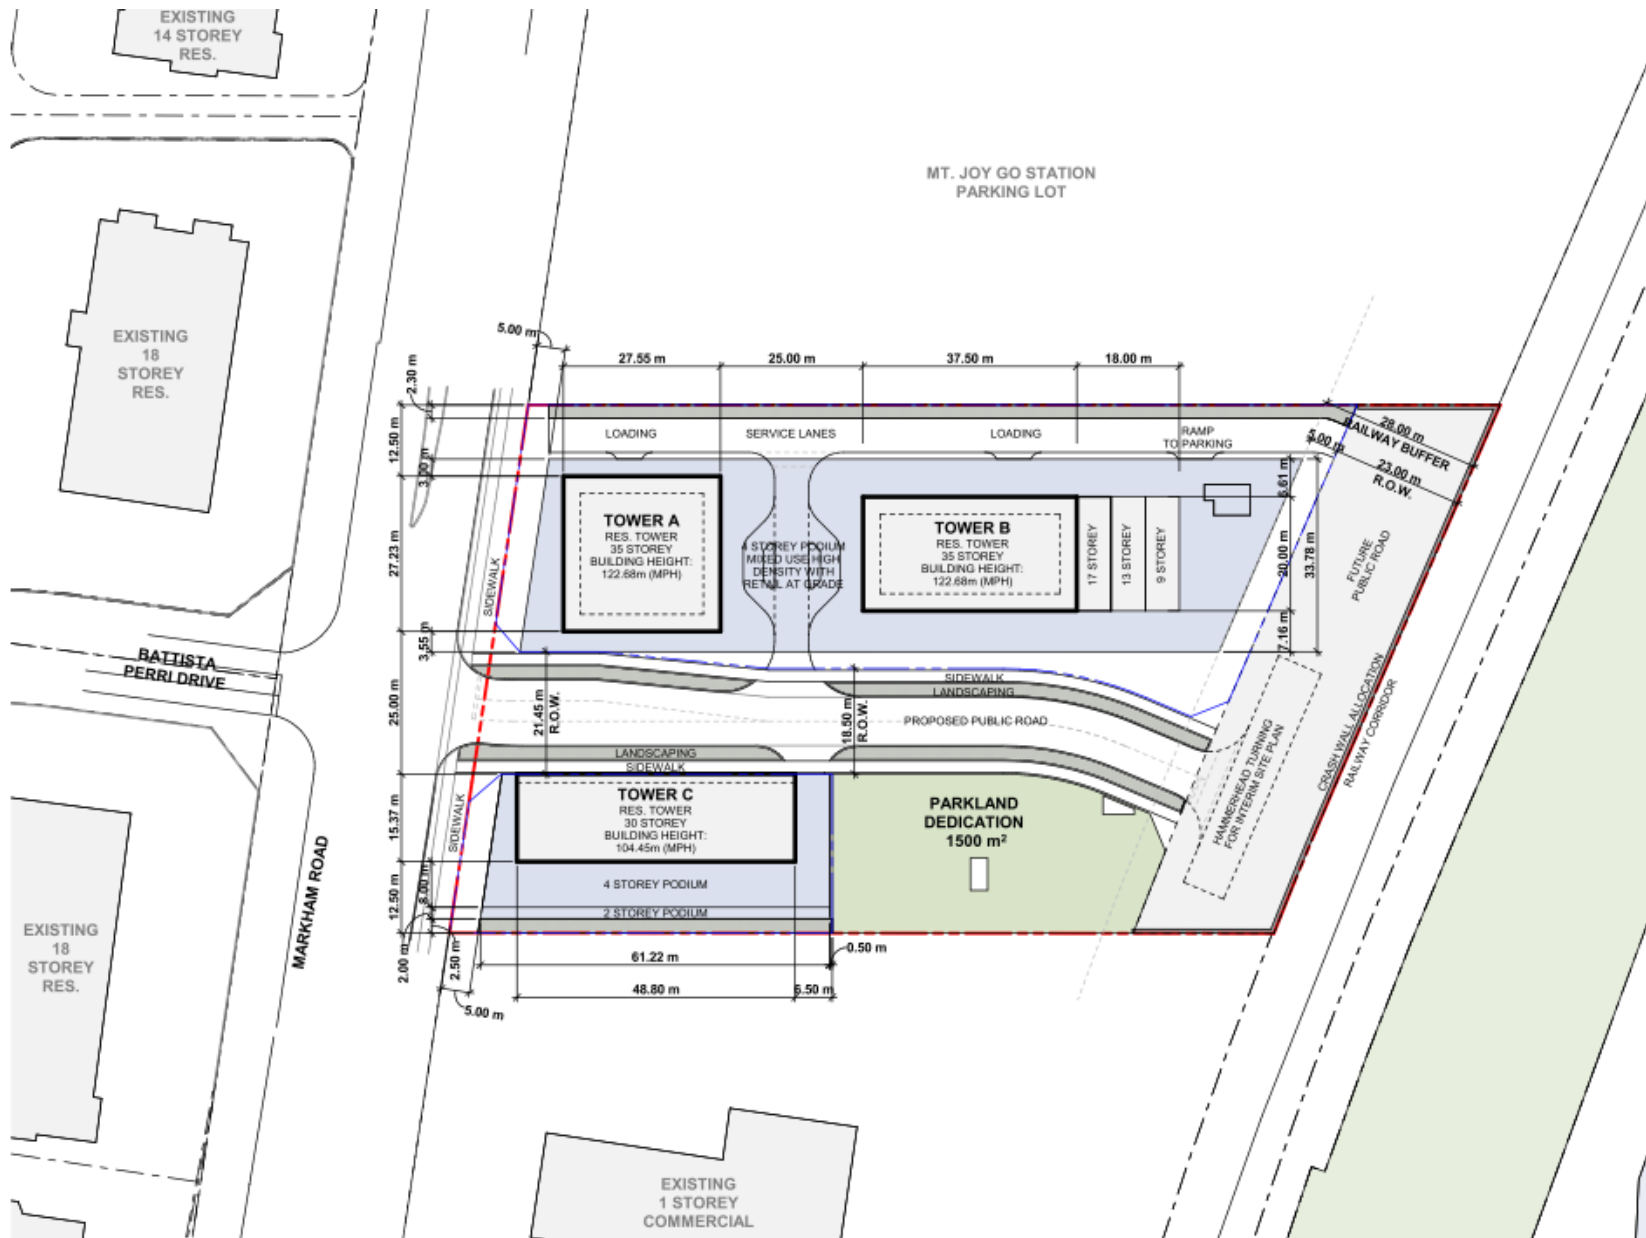 EXISTING
14 STOREY
RES.
MT. JOY GO STATION
PARKING LOT
EXISTING
18
STOREY
RES.
5.00 m
27.55 m
25.00 m
37.50 m
18.00 m
2.30 m
12.50 m
3.00 m
27.23 m
3.55 m
25.00 m
15.37 m
12.50 m
8.00 m
2.00 m
2.50 m
5.00 m
LOADING
SERVICE LANES
LOADING
RAMP
TO PARKING
28.00 m
RAILWAY BUFFER
5.00 m
23.00 m
R.O.W.
TOWER A
RES. TOWER
35 STOREY
BUILDING HEIGHT:
122.68m (MPH)
4 STOREY PODIUM
MIXED USE HIGH
DENSITY WITH
RETAIL AT GRADE
TOWER B
RES. TOWER
35 STOREY
BUILDING HEIGHT:
122.68m (MPH)
17 STOREY
13 STOREY
9 STOREY
6.61 m
20.00 m
33.78 m
7.16 m
FUTURE
PUBLIC ROAD
SIDEWALK
BATTISTA
PERRI DRIVE
21.45 m
R.O.W.
18.50 m
R.O.W.
SIDEWALK
LANDSCAPING
PROPOSED PUBLIC ROAD
LANDSCAPING
SIDEWALK
CRASH WALL ALLOCATION
RAILWAY CORRIDOR
HAMMERHEAD TURNING
FOR INTERIM SITE PLAN
SIDEWALK
TOWER C
RES. TOWER
30 STOREY
BUILDING HEIGHT:
104.45m (MPH)
4 STOREY PODIUM
2 STOREY PODIUM
PARKLAND
DEDICATION
1500 m²
MARKHAM ROAD
EXISTING
18
STOREY
RES.
61.22 m
0.50 m
48.80 m
6.50 m
EXISTING
1 STOREY
COMMERCIAL